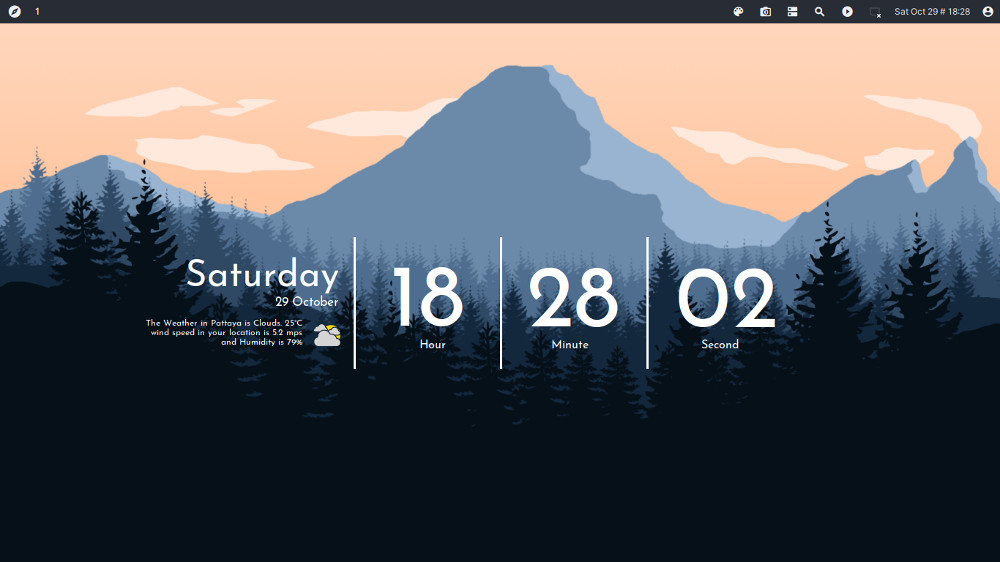 1
Sat Oct 29 # 18:28
Saturday
29 October
The Weather in Pattaya is Clouds. 25°C
wind speed in your location is 5.2 mps
and Humidity is 79%
18
Hour
28
Minute
02
Second